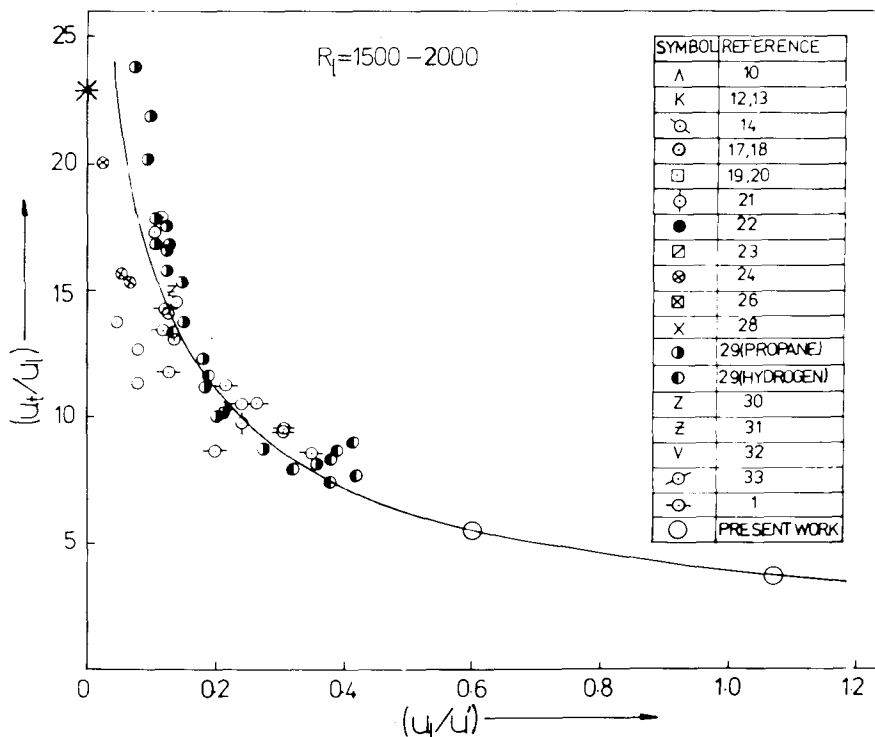 R_l=1500-2000
25
20
15
10
5
0
0
0.2
0.4
0.6
0.8
1.0
1.2
(u_t/u_l)
(u_l/u')
SYMBOL REFERENCE
Λ 10
K 12,13
14
17,18
19,20
21
22
23
24
26
X 28
29(PROPANE)
29(HYDROGEN)
Z 30
Ƶ 31
V 32
33
1
PRESENT WORK